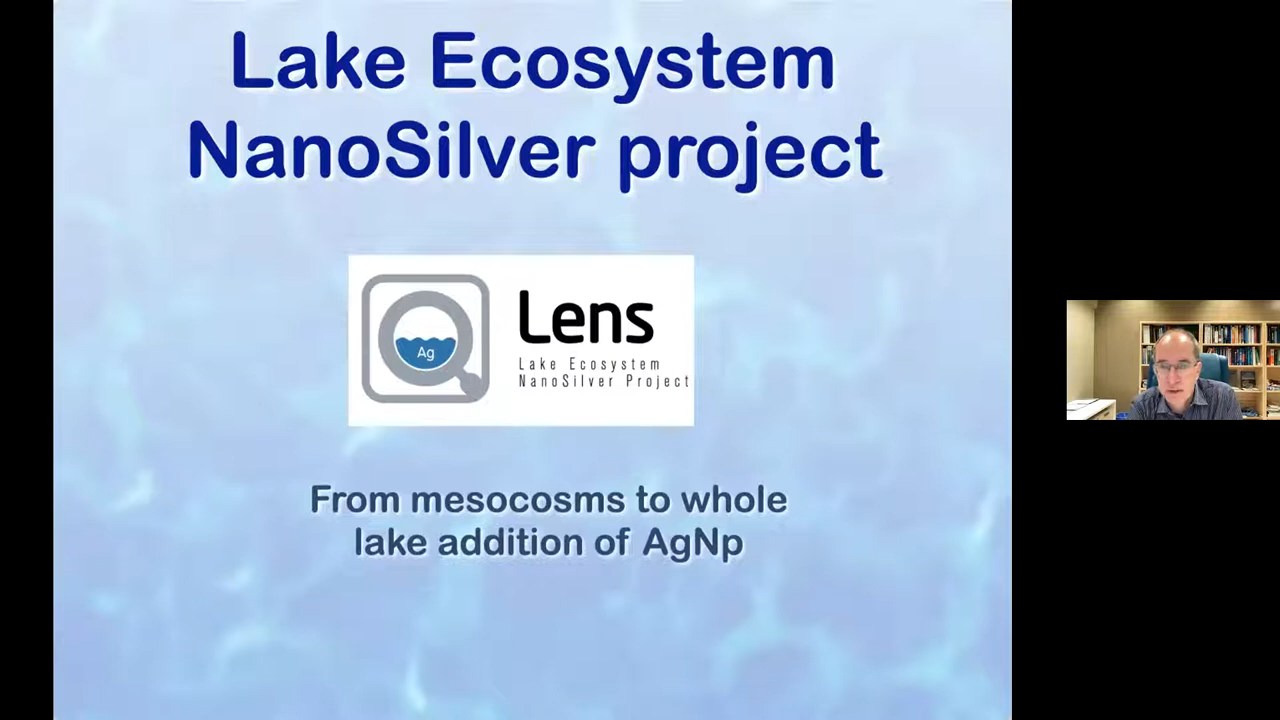 Lake Ecosystem
NanoSilver project
Ag
Lens
Lake Ecosystem
NanoSilver Project
From mesocosms to whole
lake addition of AgNp